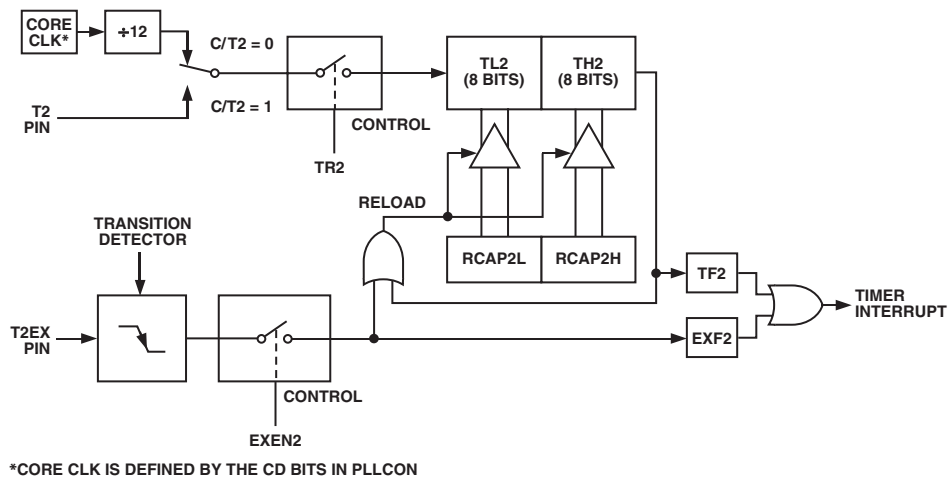 CORE
CLK*
÷12
C/T2 = 0
C/T2 = 1
T2
PIN
CONTROL
TR2
TL2
(8 BITS)
TH2
(8 BITS)
RELOAD
TRANSITION
DETECTOR
RCAP2L
RCAP2H
TF2
TIMER
INTERRUPT
T2EX
PIN
EXF2
CONTROL
EXEN2
*CORE CLK IS DEFINED BY THE CD BITS IN PLLCON